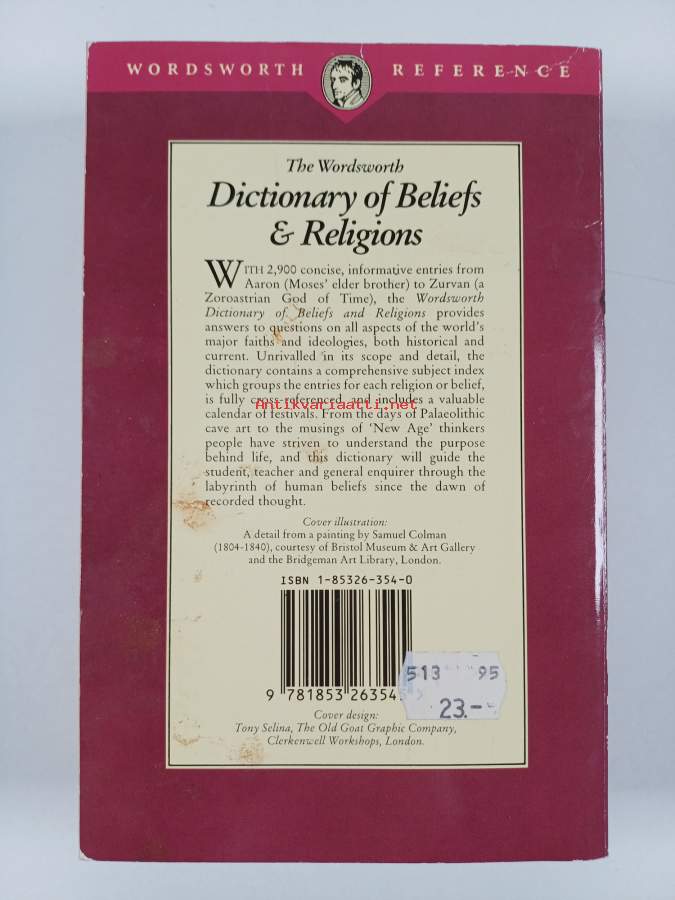 WORDSWORTH REFERENCE
The Wordsworth
Dictionary of Beliefs
& Religions
WITH 2,900 concise, informative entries from
Aaron (Moses' elder brother) to Zurvan (a
Zoroastrian God of Time), the Wordsworth
Dictionary of Beliefs and Religions provides
answers to questions on all aspects of the world's
major faiths and ideologies, both historical and
current. Unrivalled in its scope and detail, the
dictionary contains a comprehensive subject index
which groups the entries for each religion or belief,
is fully cross-referenced, and includes a valuable
Antikvariaatti.net
calendar of festivals. From the days of Palaeolithic
cave art to the musings of 'New Age' thinkers
people have striven to understand the purpose
behind life, and this dictionary will guide the
student, teacher and general enquirer through the
labyrinth of human beliefs since the dawn of
recorded thought.
Cover illustration:
A detail from a painting by Samuel Colman
(1804-1840), courtesy of Bristol Museum & Art Gallery
and the Bridgeman Art Library, London.
ISBN 1-85326-354-0
513 95
23.-
9 781853 26354
Cover design:
Tony Selina, The Old Goat Graphic Company,
Clerkenwell Workshops, London.